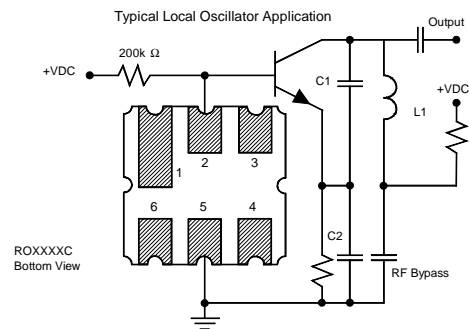 Typical Local Oscillator Application
Output
200k Ω
+VDC
C1
+VDC
L1
1
2
3
6
5
4
C2
ROXXXXC
Bottom View
RF Bypass